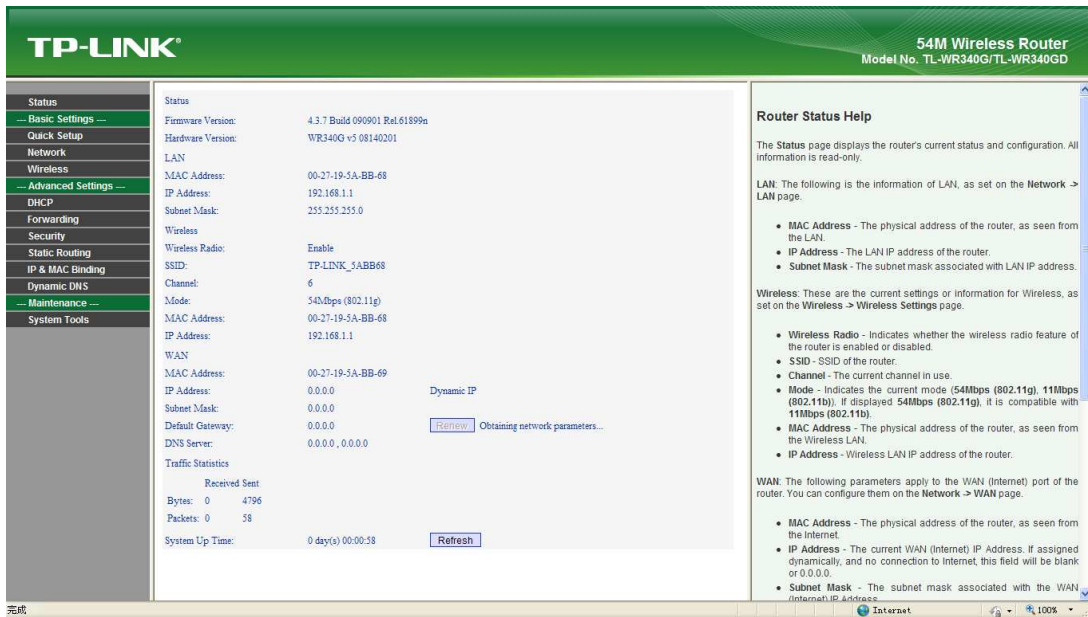 TP-LINK®
54M Wireless Router
Model No. TL-WR340G/TL-WR340GD
Status
--- Basic Settings ---
Quick Setup
Network
Wireless
--- Advanced Settings ---
DHCP
Forwarding
Security
Static Routing
IP & MAC Binding
Dynamic DNS
--- Maintenance ---
System Tools
Status
Firmware Version: 4.3.7 Build 090901 Rel.61899n
Hardware Version: WR340G v5 08140201
LAN
MAC Address: 00-27-19-5A-BB-68
IP Address: 192.168.1.1
Subnet Mask: 255.255.255.0
Wireless
Wireless Radio: Enable
SSID: TP-LINK_5ABB68
Channel: 6
Mode: 54Mbps (802.11g)
MAC Address: 00-27-19-5A-BB-68
IP Address: 192.168.1.1
WAN
MAC Address: 00-27-19-5A-BB-69
IP Address: 0.0.0.0 Dynamic IP
Subnet Mask: 0.0.0.0
Default Gateway: 0.0.0.0 Renew Obtaining network parameters...
DNS Server: 0.0.0.0 , 0.0.0.0
Traffic Statistics
Received Sent
Bytes: 0 4796
Packets: 0 58
System Up Time: 0 day(s) 00:00:58 Refresh
Router Status Help
The Status page displays the router's current status and configuration. All
information is read-only.
LAN: The following is the information of LAN, as set on the Network ->
LAN page.
• MAC Address - The physical address of the router, as seen from
the LAN.
• IP Address - The LAN IP address of the router.
• Subnet Mask - The subnet mask associated with LAN IP address.
Wireless: These are the current settings or information for Wireless, as
set on the Wireless -> Wireless Settings page.
• Wireless Radio - Indicates whether the wireless radio feature of
the router is enabled or disabled.
• SSID - SSID of the router.
• Channel - The current channel in use.
• Mode - Indicates the current mode (54Mbps (802.11g), 11Mbps
(802.11b)). If displayed 54Mbps (802.11g), it is compatible with
11Mbps (802.11b).
• MAC Address - The physical address of the router, as seen from
the Wireless LAN.
• IP Address - Wireless LAN IP address of the router.
WAN: The following parameters apply to the WAN (Internet) port of the
router. You can configure them on the Network -> WAN page.
• MAC Address - The physical address of the router, as seen from
the Internet.
• IP Address - The current WAN (Internet) IP Address. If assigned
dynamically, and no connection to Internet, this field will be blank
or 0.0.0.0.
• Subnet Mask - The subnet mask associated with the WAN
(Internet) IP Address
完成
Internet
100%